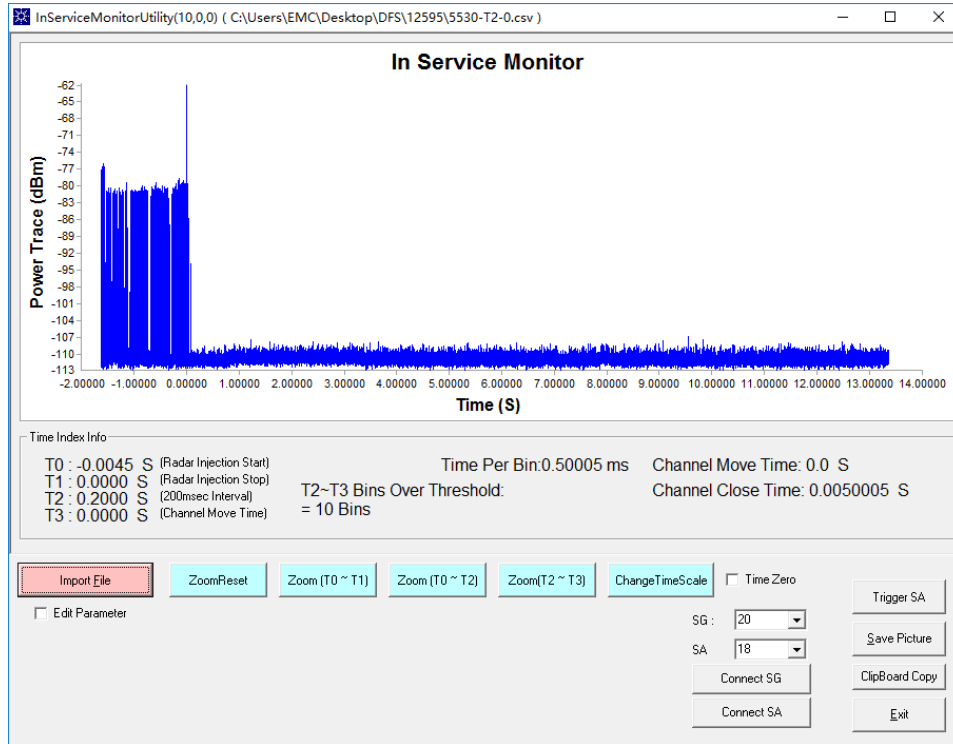 InServiceMonitorUtility(10,0,0) ( C:\Users\EMC\Desktop\DFS\12595\5530-T2-0.csv )
In Service Monitor
Power Trace (dBm)
-62
-65
-68
-71
-74
-77
-80
-83
-86
-89
-92
-95
-98
-101
-104
-107
-110
-113
-2.00000 -1.00000 0.00000 1.00000 2.00000 3.00000 4.00000 5.00000 6.00000 7.00000 8.00000 9.00000 10.00000 11.00000 12.00000 13.00000 14.00000
Time (S)
Time Index Info
T0 : -0.0045 S (Radar Injection Start)
T1 : 0.0000 S (Radar Injection Stop)
T2 : 0.2000 S (200msec Interval)
T3 : 0.0000 S (Channel Move Time)
Time Per Bin:0.50005 ms
T2~T3 Bins Over Threshold:
= 10 Bins
Channel Move Time: 0.0 S
Channel Close Time: 0.0050005 S
Import File ZoomReset Zoom (T0 ~ T1) Zoom (T0 ~ T2) Zoom(T2 ~ T3) ChangeTimeScale Time Zero
Edit Parameter
SG : 20
SA 18
Connect SG
Connect SA
Trigger SA
Save Picture
ClipBoard Copy
Exit